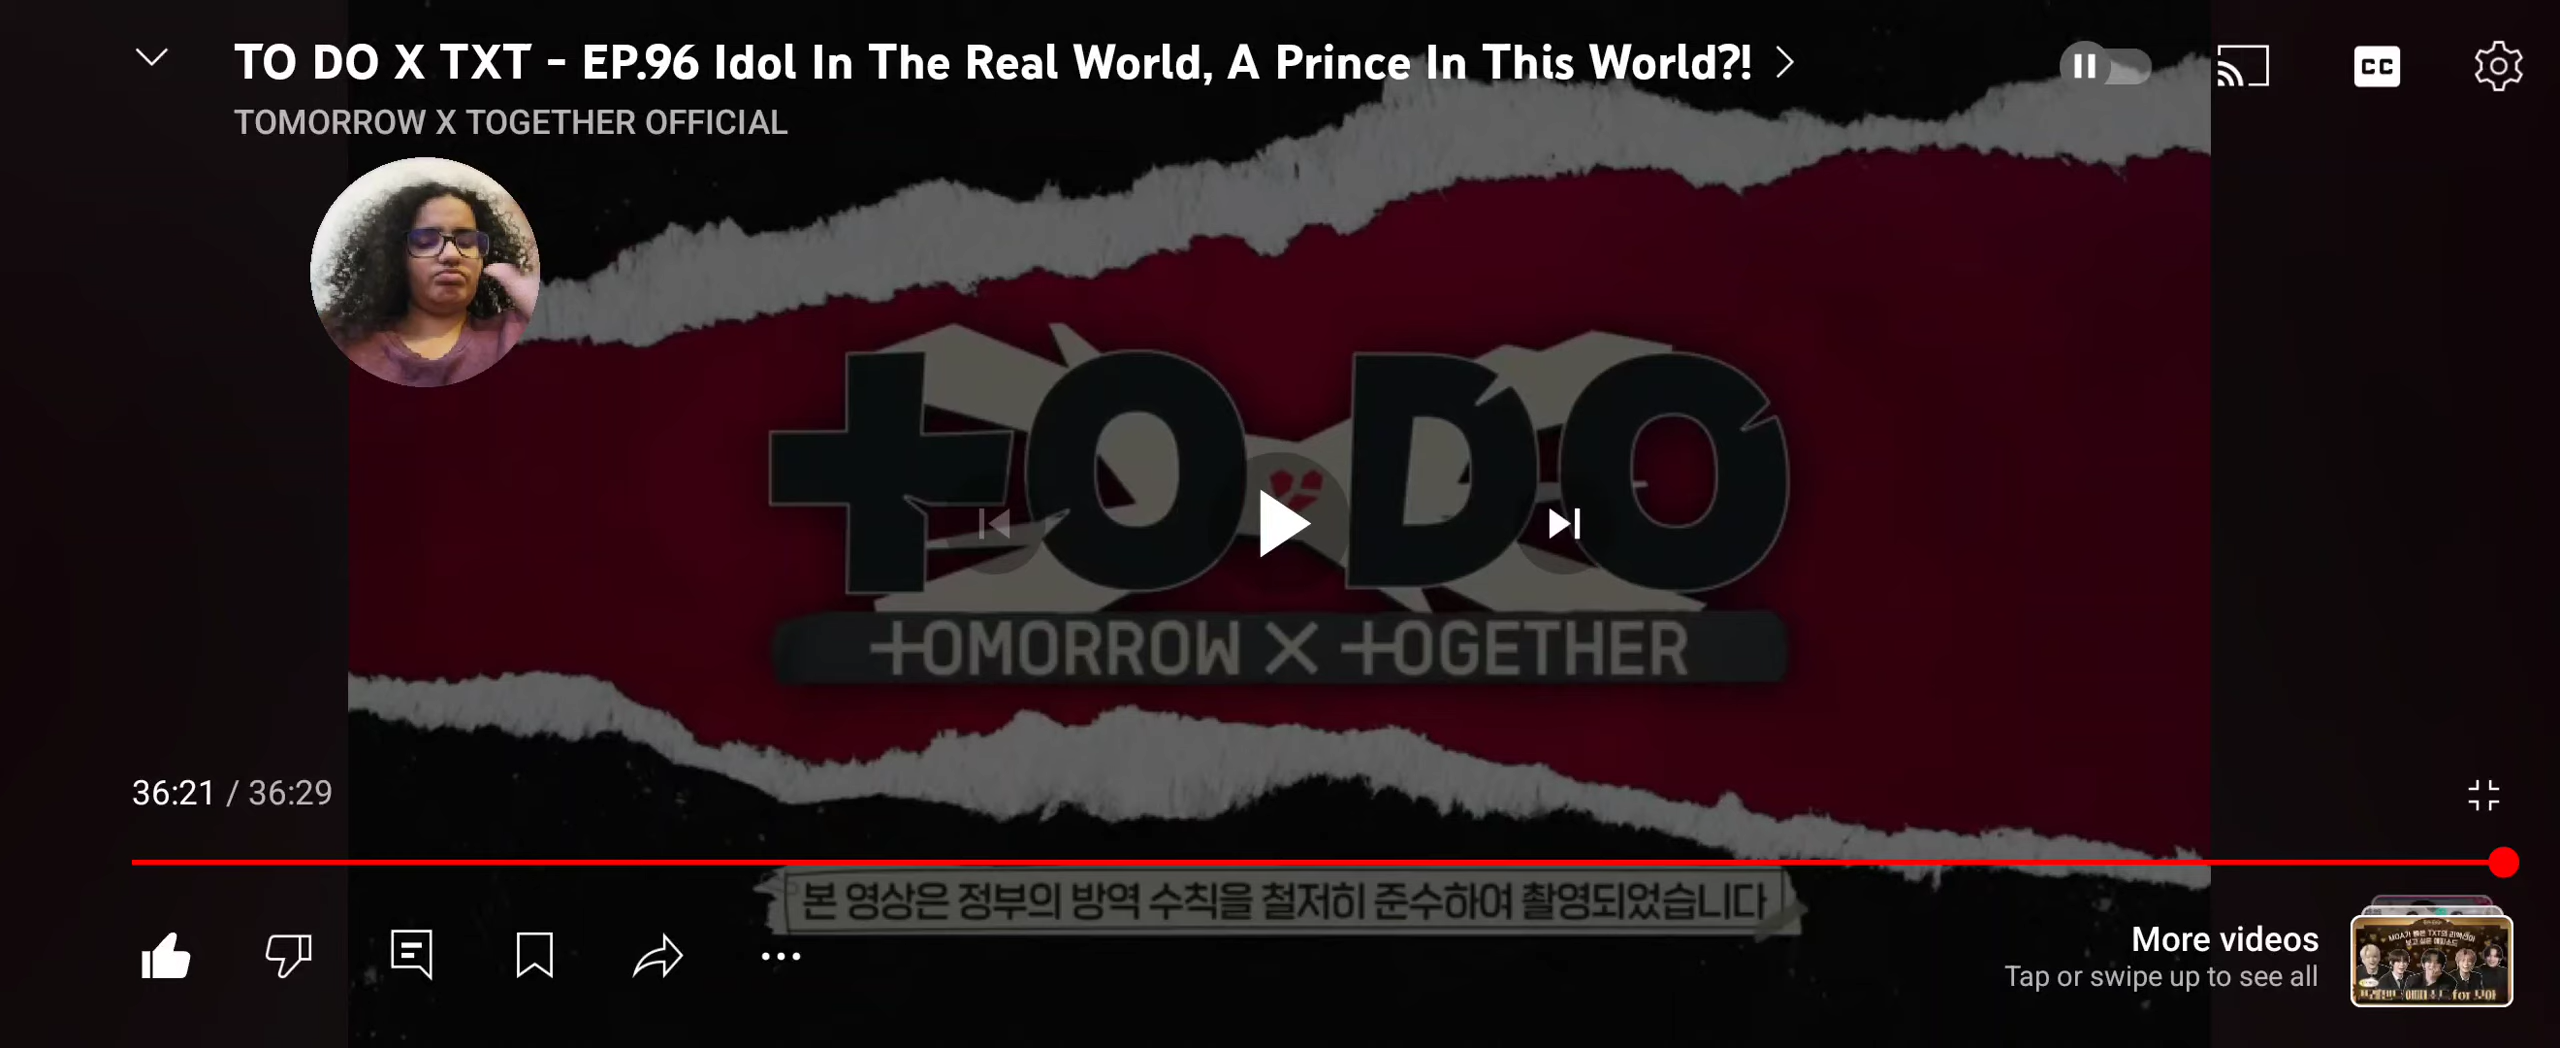 TO DO X TXT - EP.96 Idol In The Real World, A Prince In This World?!
TOMORROW X TOGETHER OFFICIAL
CC
TO DO
TOMORROW X TOGETHER
36:21 / 36:29
본 영상은 정부의 방역 수칙을 철저히 준수하여 촬영되었습니다
More videos
Tap or swipe up to see all